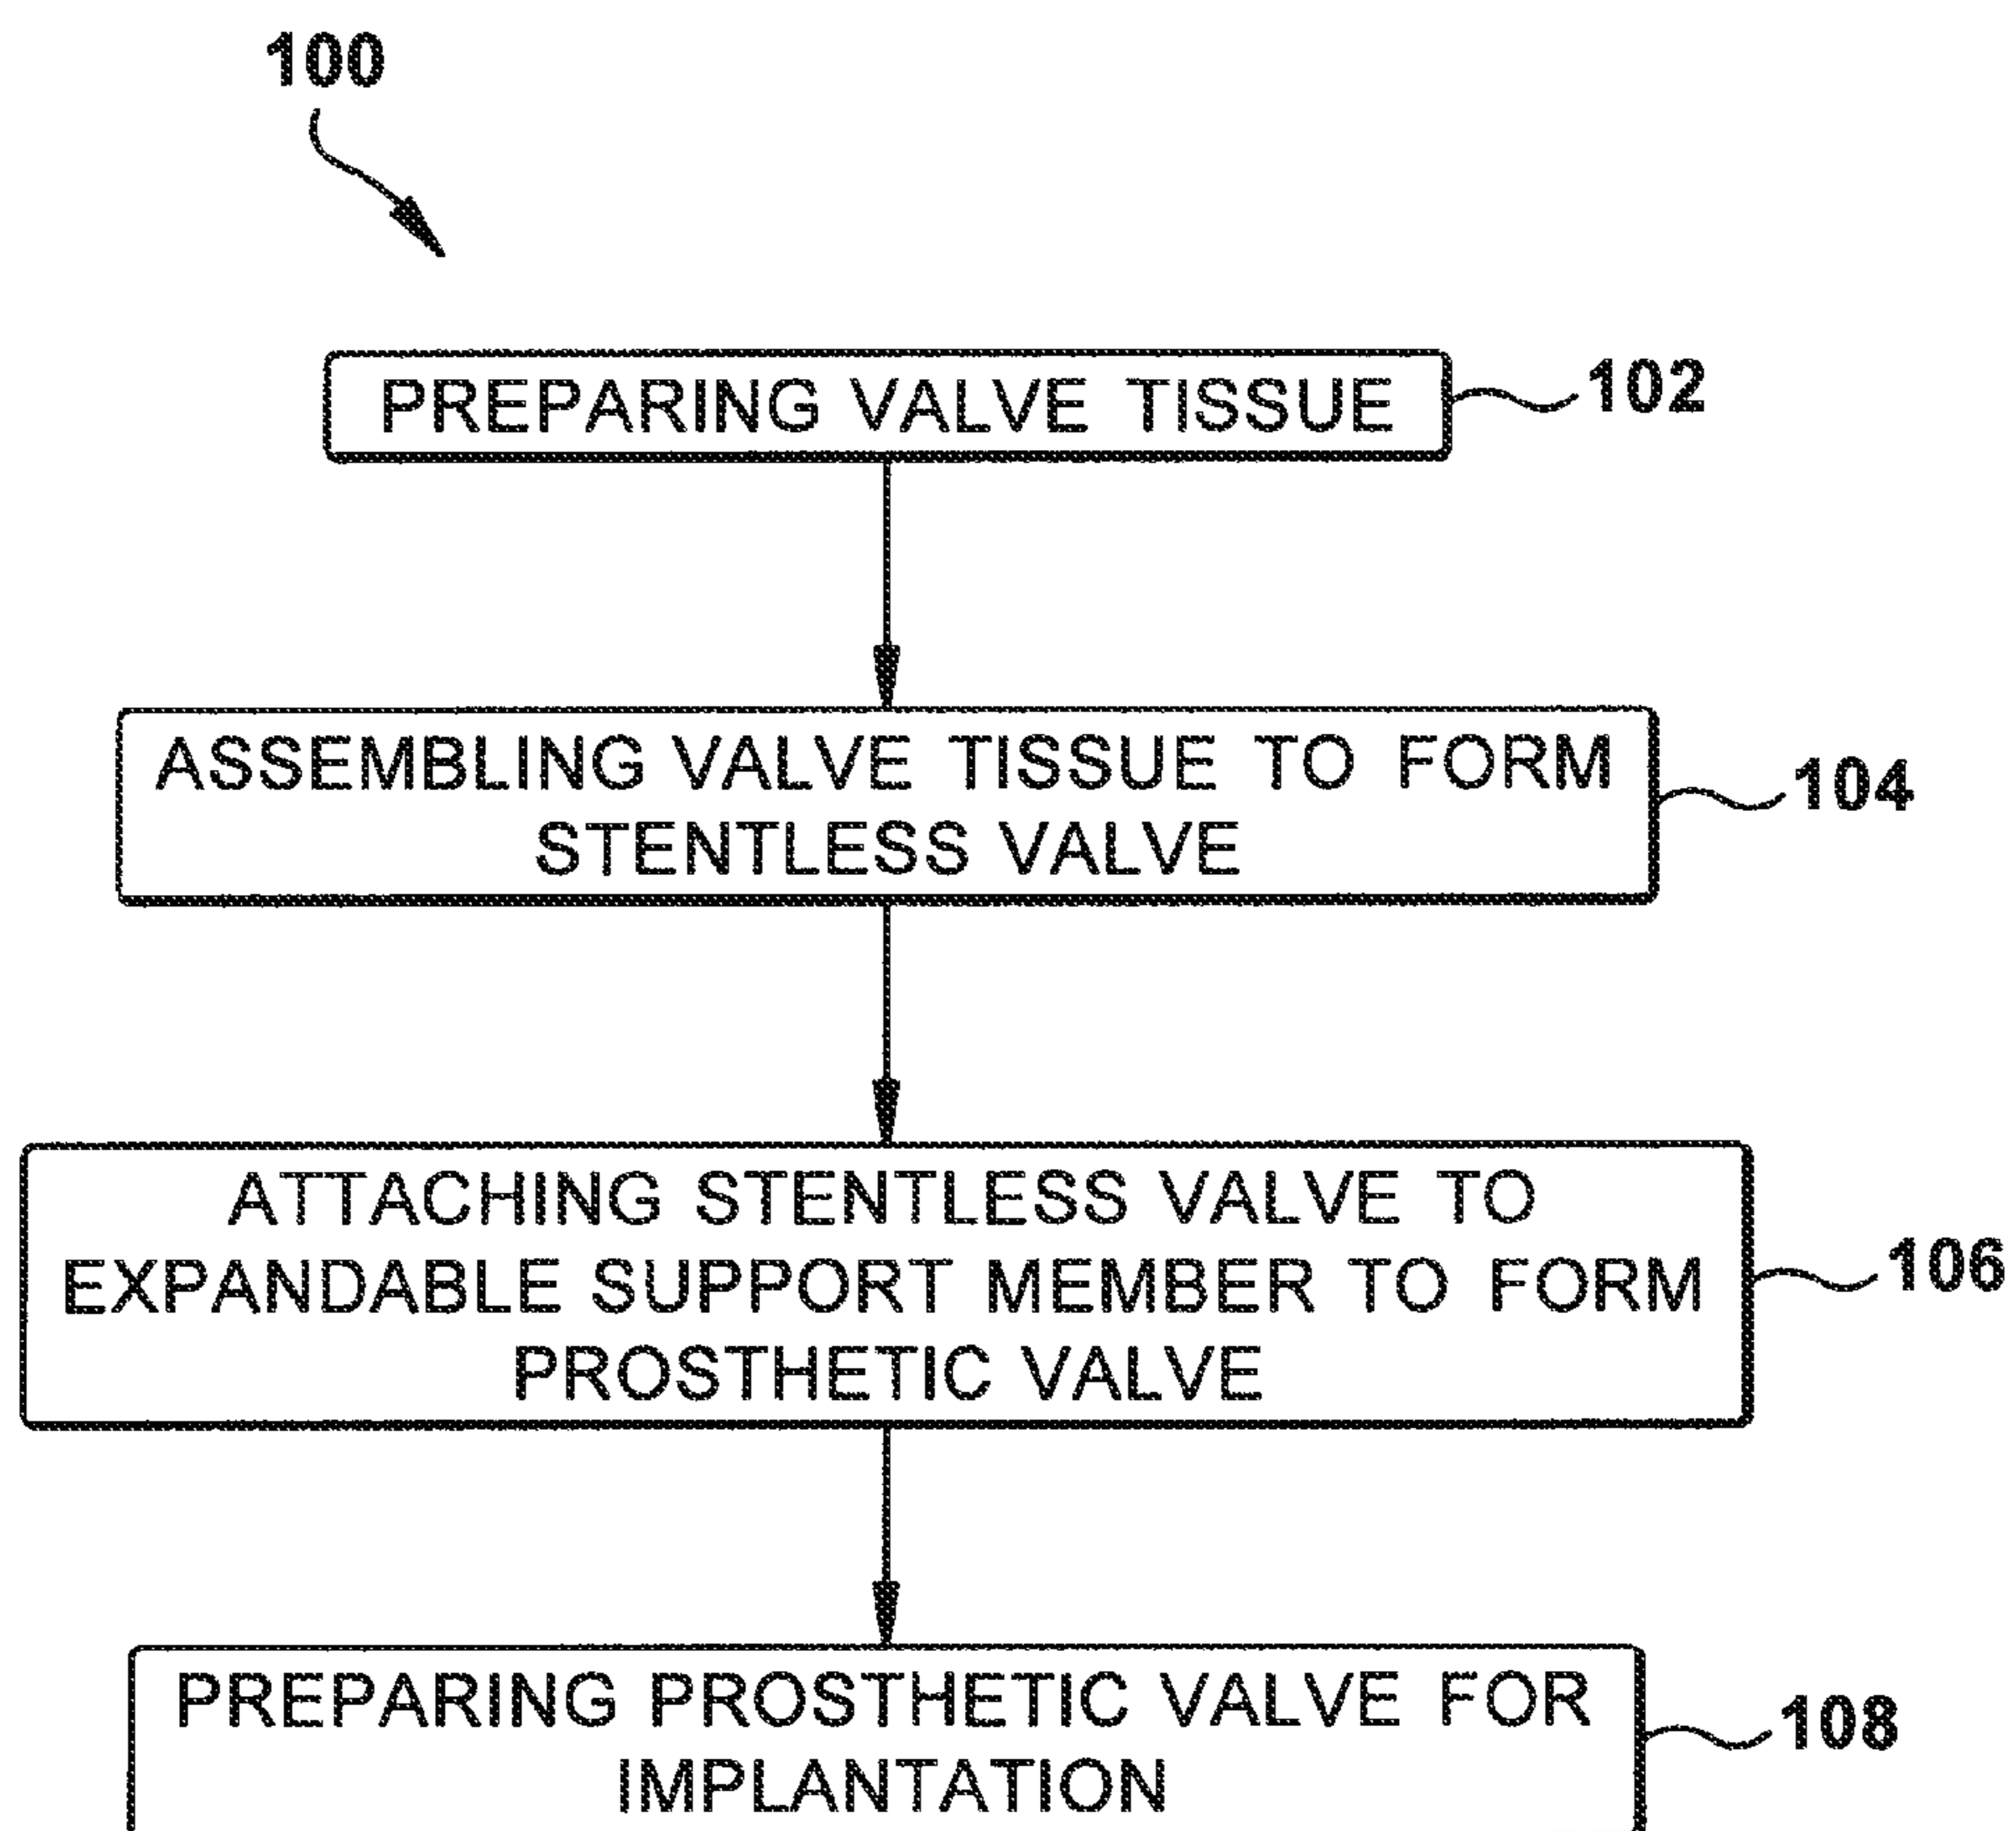 100
PREPARING VALVE TISSUE
102
ASSEMBLING VALVE TISSUE TO FORM
STENTLESS VALVE
104
ATTACHING STENTLESS VALVE TO
EXPANDABLE SUPPORT MEMBER TO FORM
PROSTHETIC VALVE
106
PREPARING PROSTHETIC VALVE FOR
IMPLANTATION
108